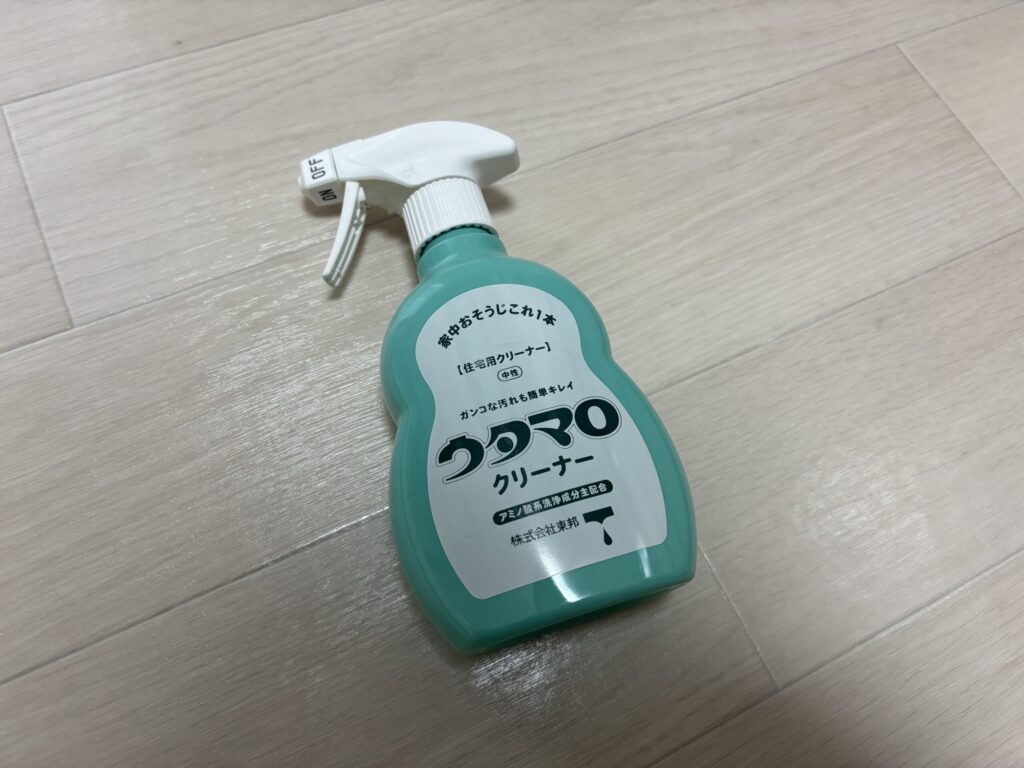 OFF
ON
家中おそうじこれ1本
【住宅用クリーナー】
中性
ガンコな汚れも簡単キレイ
ウタマロ
クリーナー
アミノ酸系洗浄成分主配合
株式会社東邦